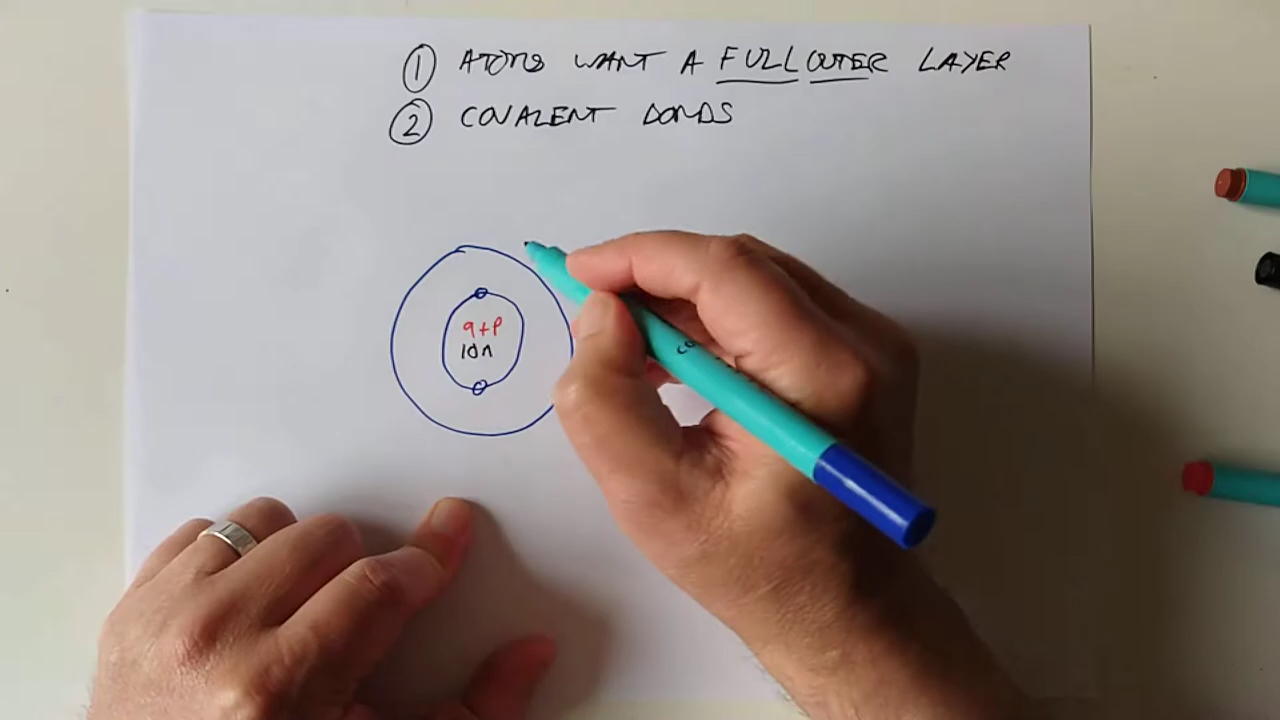 ① ATOMS WANT A FULL OUTER LAYER
② COVALENT BONDS
9+p
10n